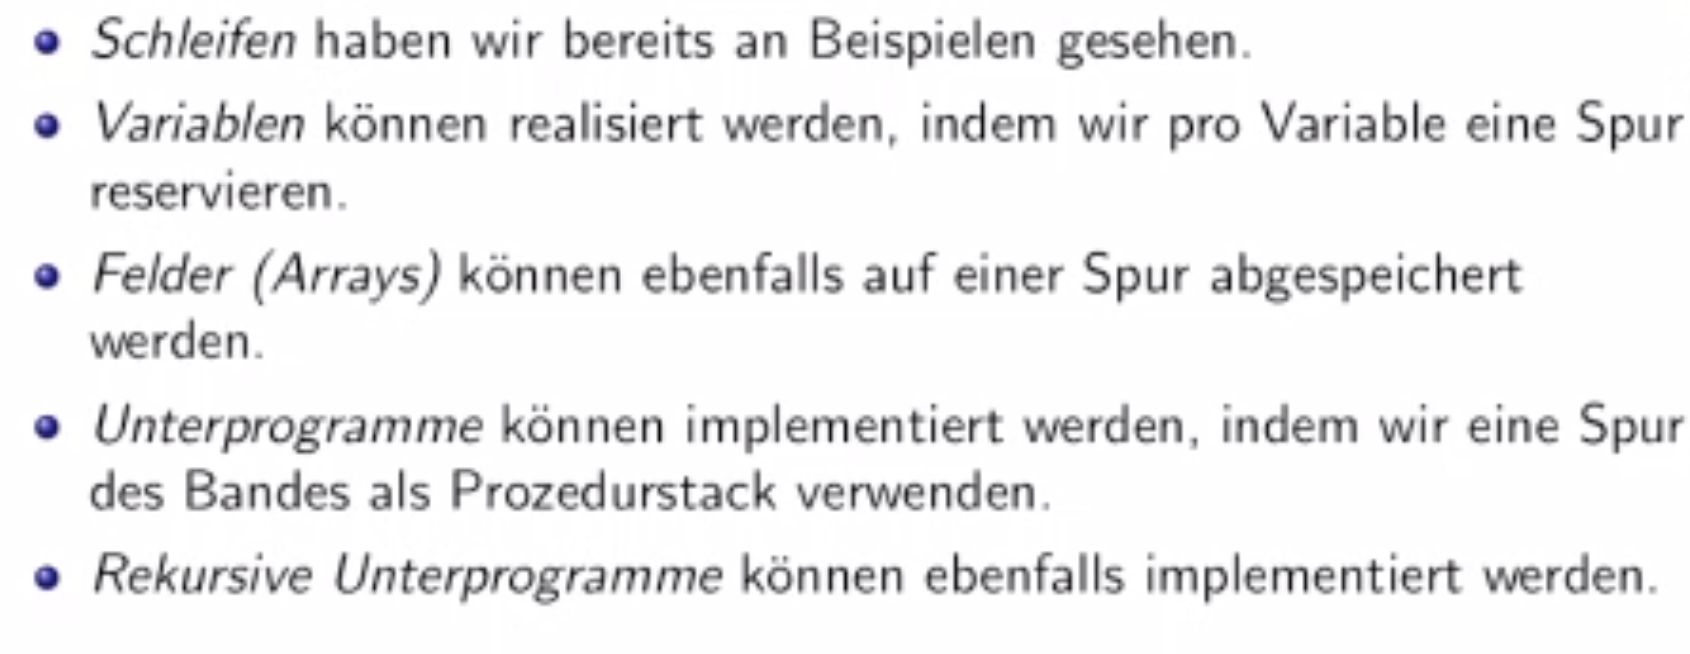 Schleifen haben wir bereits an Beispielen gesehen.
Variablen können realisiert werden, indem wir pro Variable eine Spur
reservieren.
Felder (Arrays) können ebenfalls auf einer Spur abgespeichert
werden.
Unterprogramme können implementiert werden, indem wir eine Spur
des Bandes als Prozedurstack verwenden.
Rekursive Unterprogramme können ebenfalls implementiert werden.